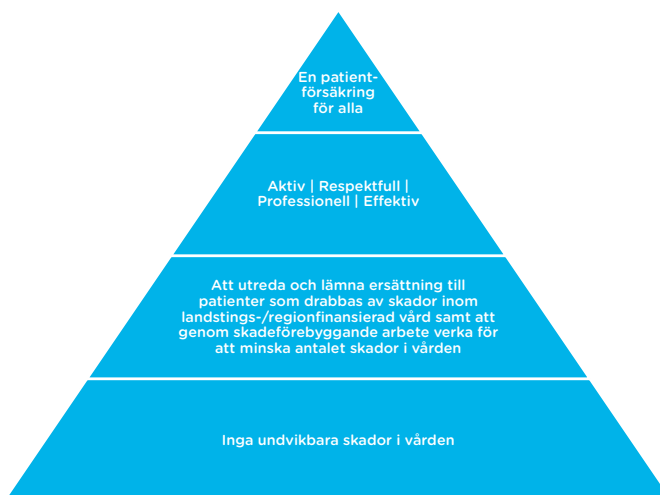 En patient-
försäkring
för alla
Aktiv | Respektfull |
Professionell | Effektiv
Att utreda och lämna ersättning till
patienter som drabbas av skador inom
landstings-/regionfinansierad vård samt att
genom skadeförebyggande arbete verka för
att minska antalet skador i vården
Inga undvikbara skador i vården